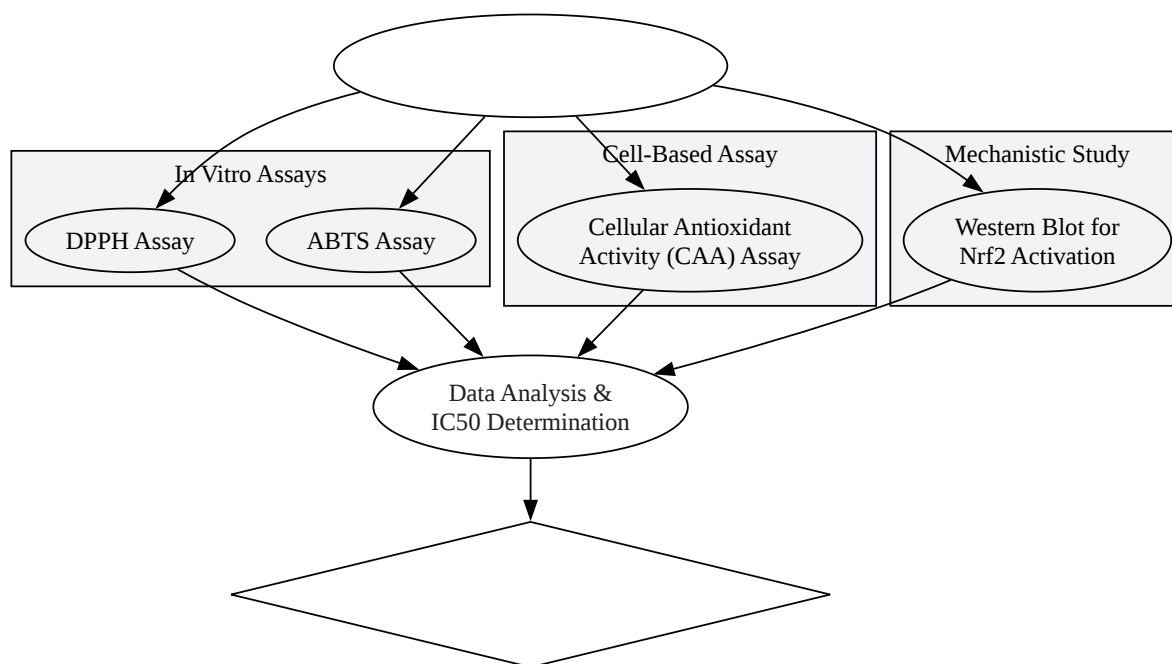 In Vitro Assays
DPPH Assay
ABTS Assay
Cell-Based Assay
Cellular Antioxidant
Activity (CAA) Assay
Mechanistic Study
Western Blot for
Nrf2 Activation
Data Analysis &
IC50 Determination